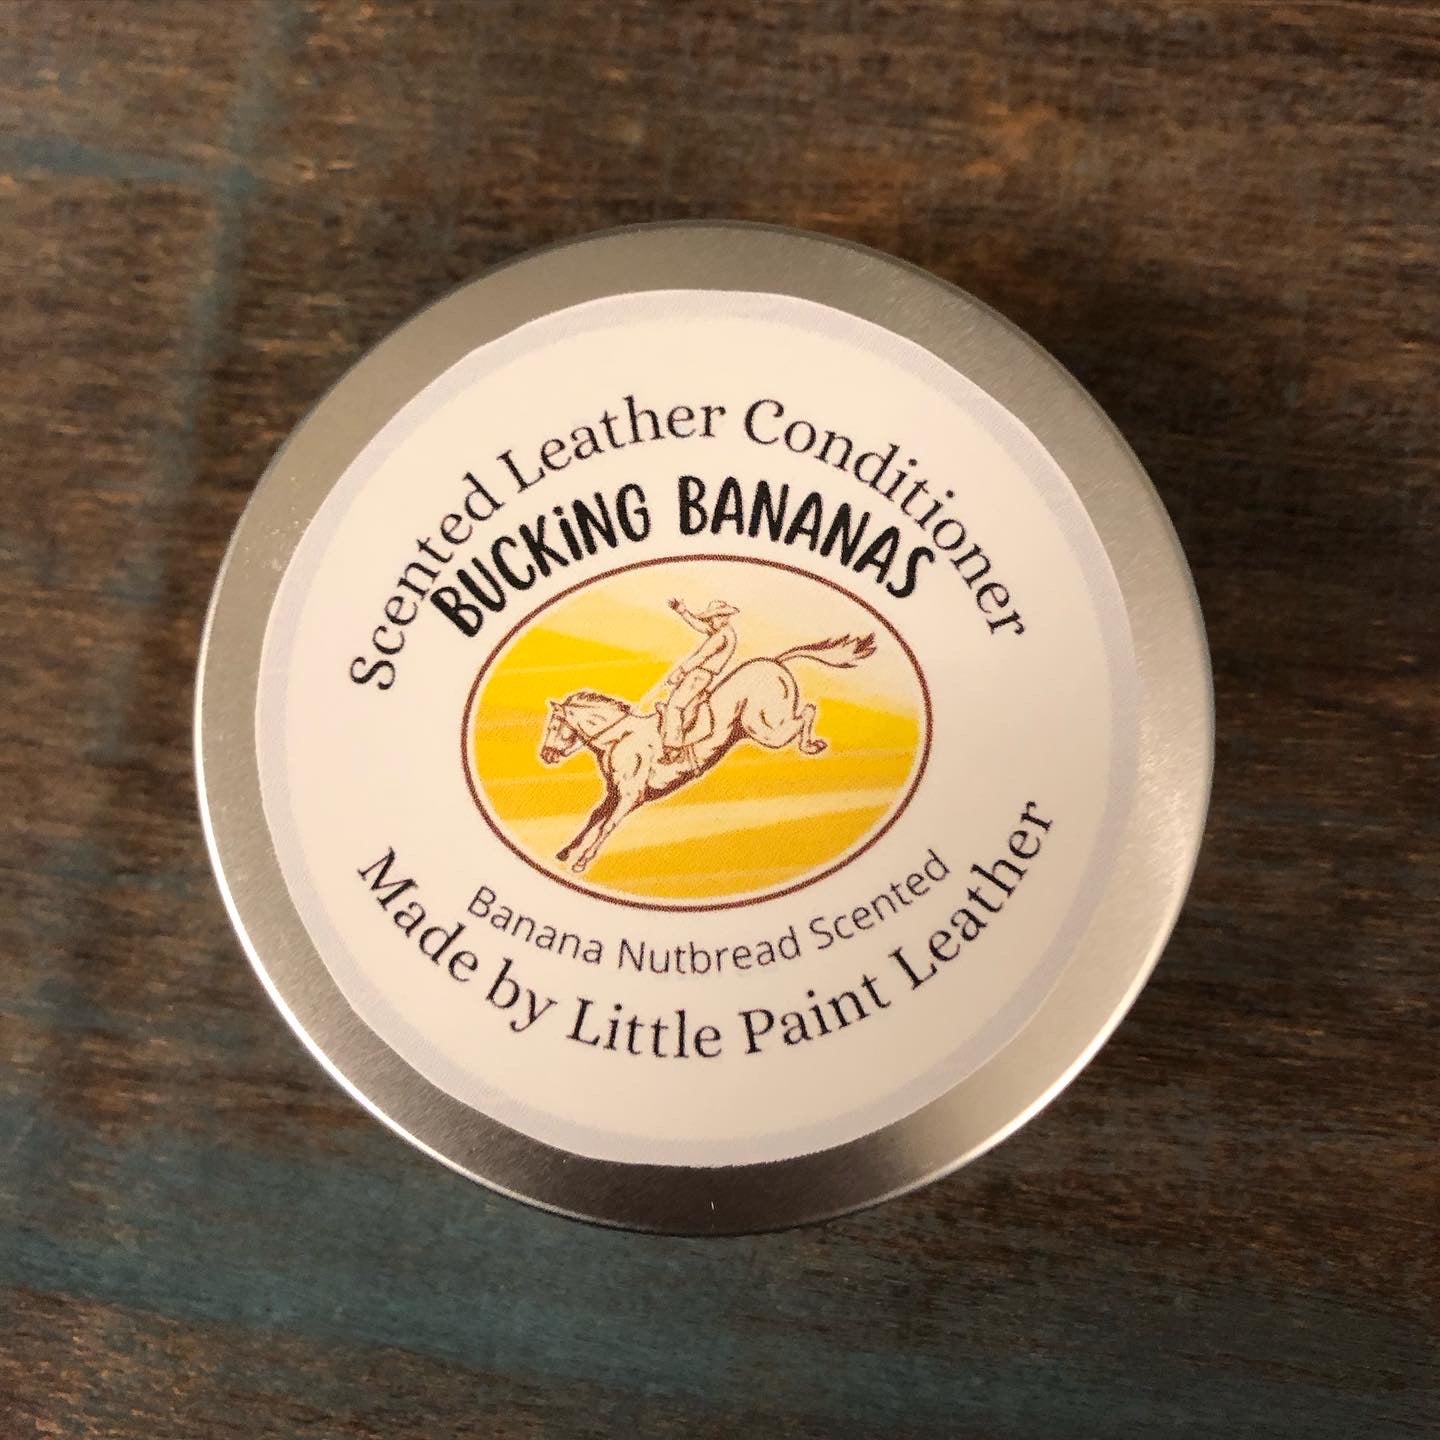 Scented Leather Conditioner
BUCKiNG BANANAS
Banana Nutbread Scented
Made by Little Paint Leather